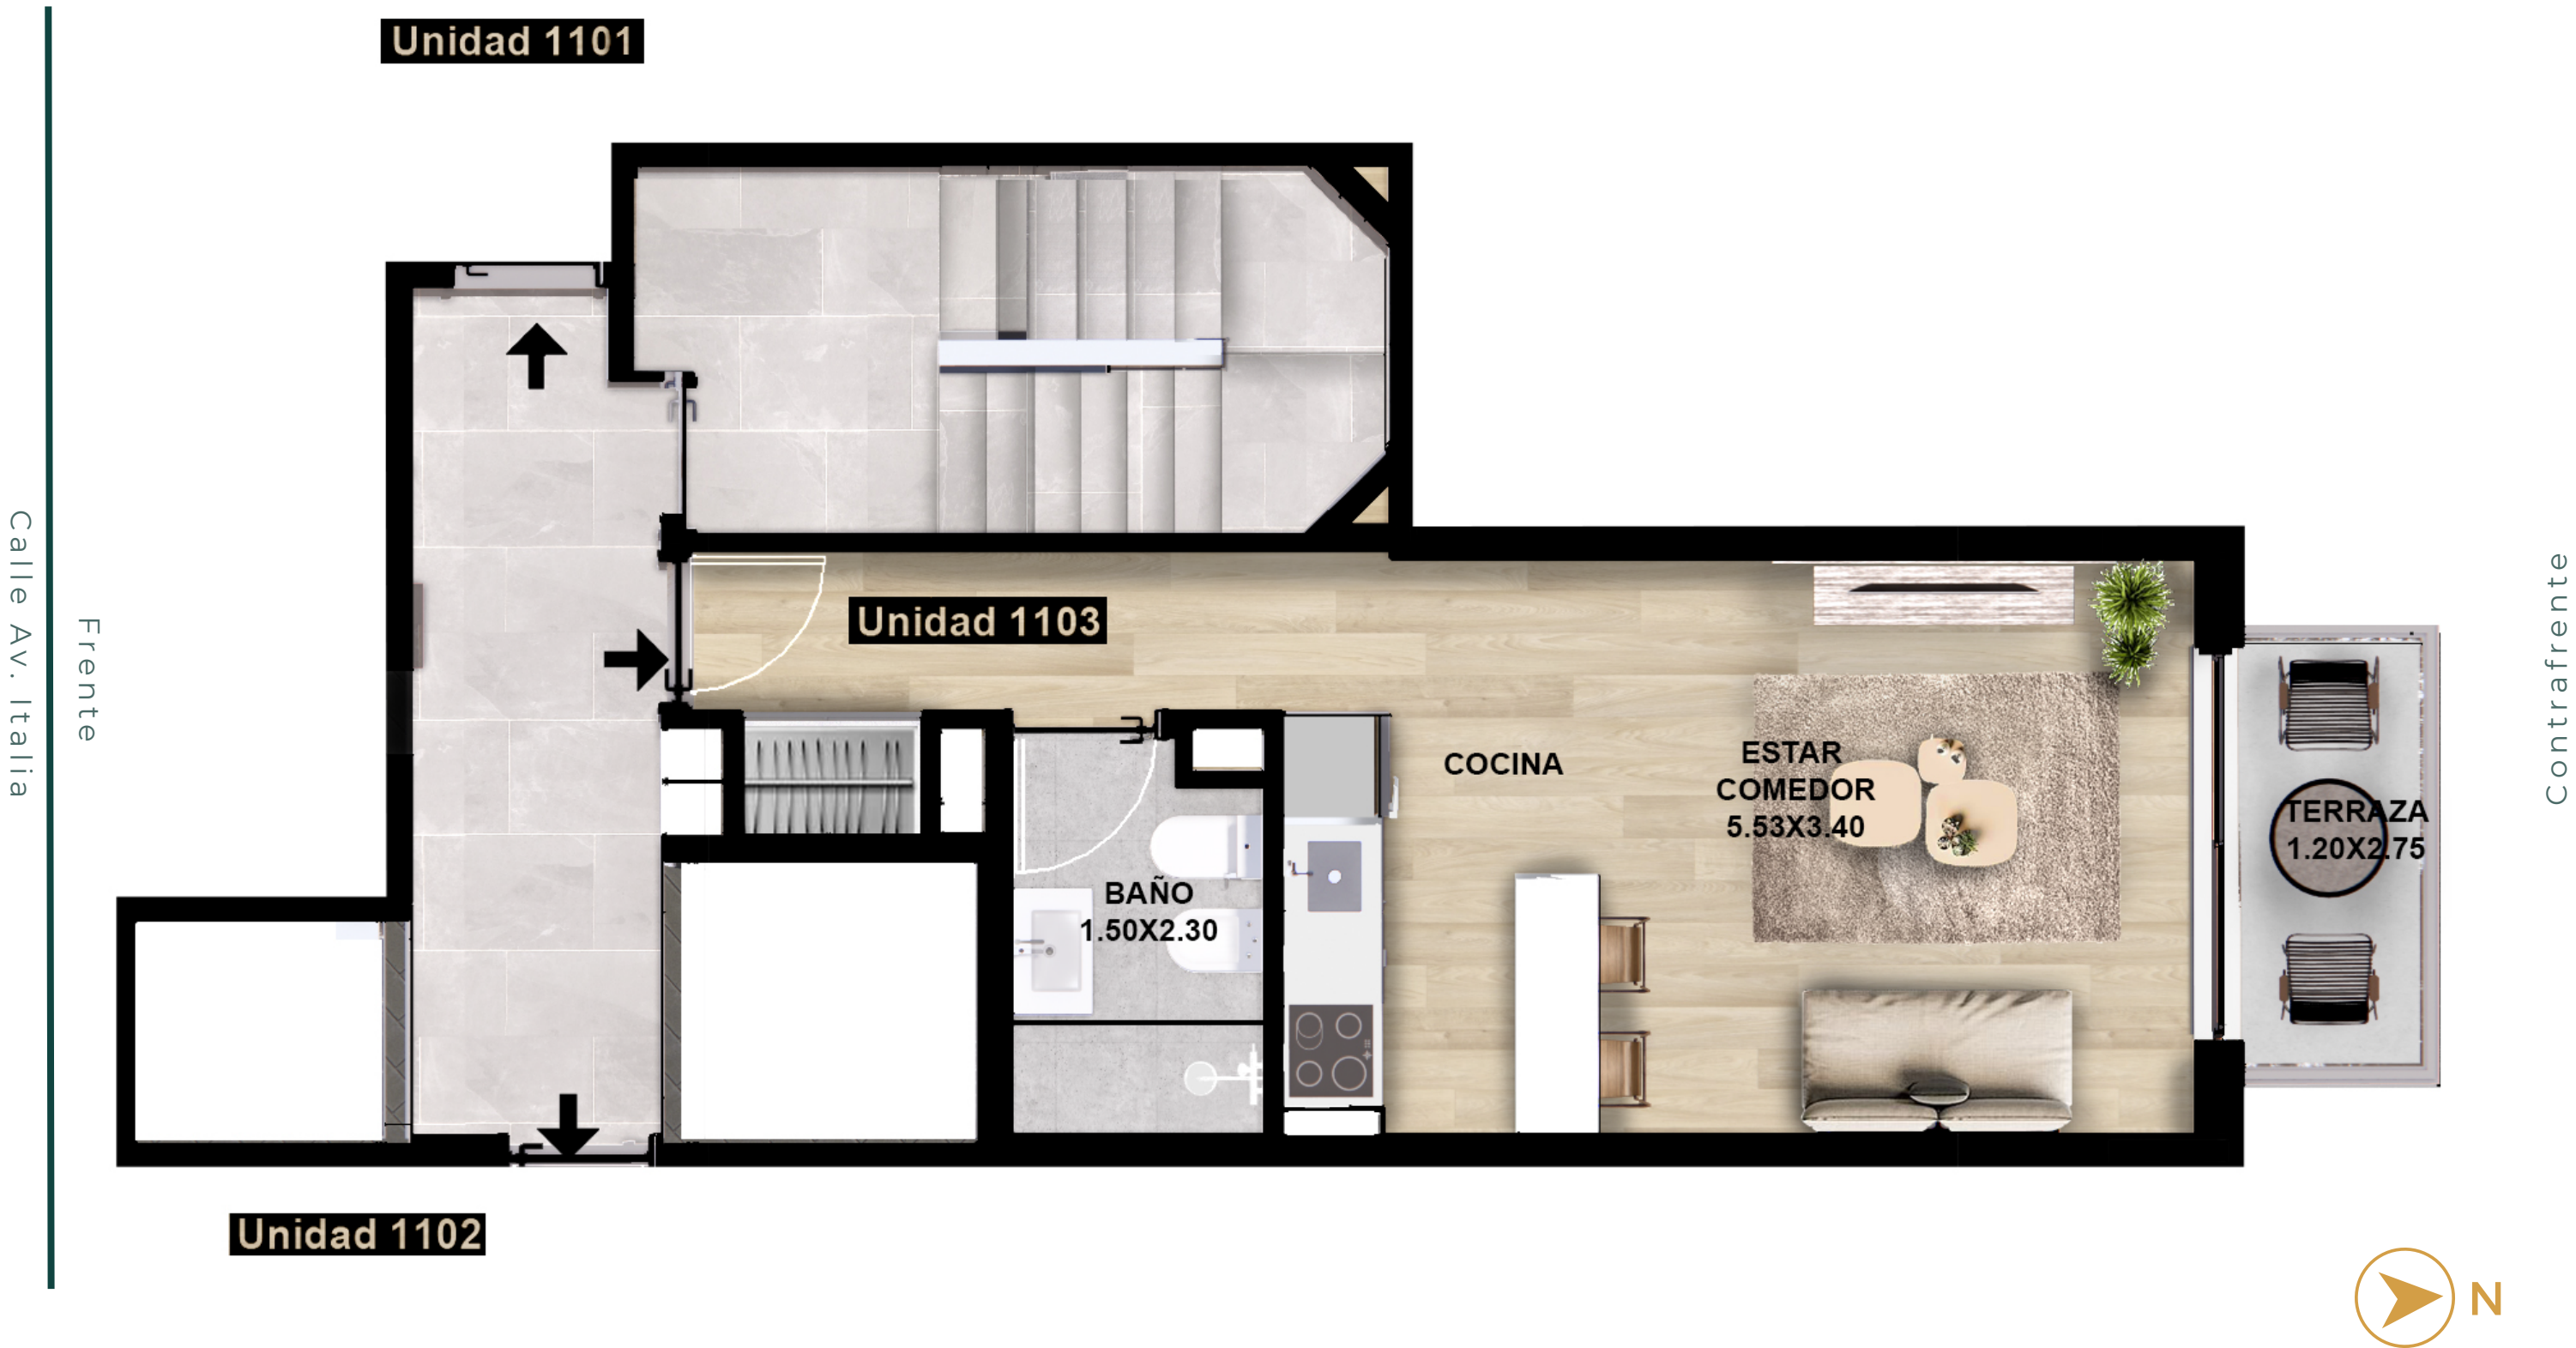 Unidad 1101
Calle Av. Italia
Frente
Unidad 1103
COCINA
ESTAR
COMEDOR
5.53X3.40
TERRAZA
1.20X2.75
BAÑO
1.50X2.30
Contrafrente
Unidad 1102
N